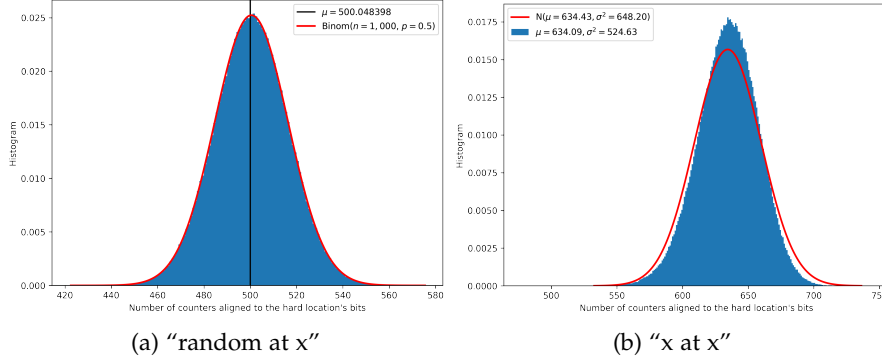 μ = 500.048398
Binom(n = 1, 000, p = 0.5)
0.025
0.020
0.015
0.010
0.005
0.000
Histogram
420 440 460 480 500 520 540 560 580
Number of counters aligned to the hard location's bits
(a) “random at x”
N(μ = 634.43, σ² = 648.20)
μ = 634.09, σ² = 524.63
0.0175
0.0150
0.0125
0.0100
0.0075
0.0050
0.0025
0.0000
Histogram
500 550 600 650 700 75
Number of counters aligned to the hard location's bits
(b) “x at x”